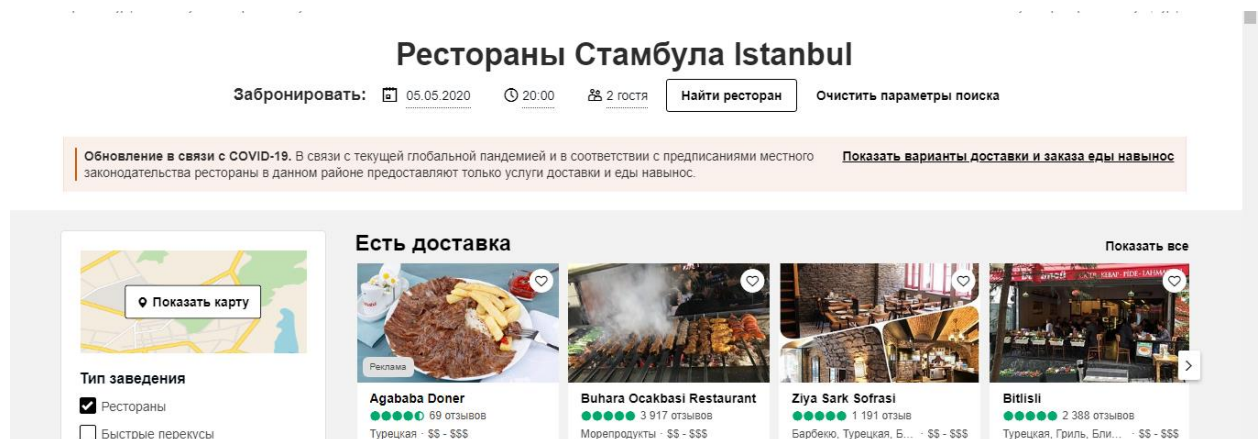 Рестораны Стамбула Istanbul
Забронировать: 05.05.2020 20:00 2 гостя Найти ресторан Очистить параметры поиска
Обновление в связи с COVID-19. В связи с текущей глобальной пандемией и в соответствии с предписаниями местного
законодательства рестораны в данном районе предоставляют только услуги доставки и еды навынос.
Показать варианты доставки и заказа еды навынос
Есть доставка
Показать все
Показать карту
Тип заведения
Рестораны
Быстрые перекусы
Реклама
Agababa Doner
69 отзывов
Турецкая · $$ - $$$
Buhara Ocakbasi Restaurant
3 917 отзывов
Морепродукты · $$ - $$$
Ziya Sark Sofrasi
1 191 отзыв
Барбекю, Турецкая, Б... · $$ - $$$
KEBAP - PİDE - LAHM
Bitlisli
2 388 отзывов
Турецкая, Гриль, Бли... · $$ - $$$